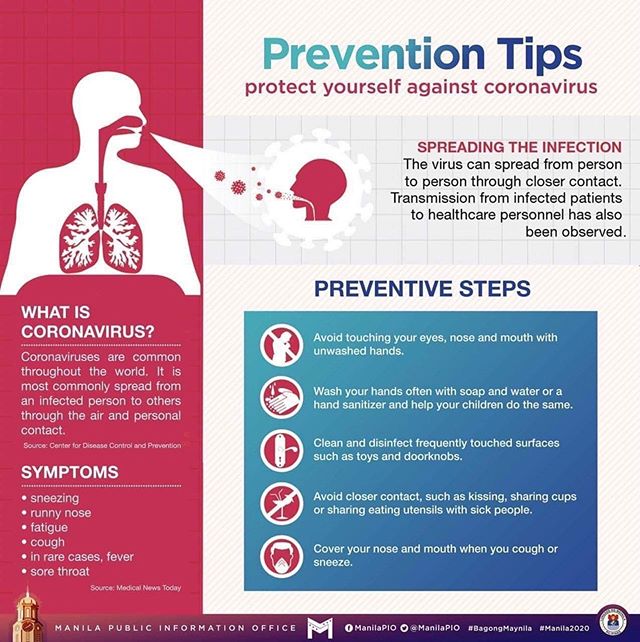 Prevention Tips
protect yourself against coronavirus
SPREADING THE INFECTION
The virus can spread from person
to person through closer contact.
Transmission from infected patients
to healthcare personnel has also
been observed.
WHAT IS
CORONAVIRUS?
Coronaviruses are common
throughout the world. It is
most commonly spread from
an infected person to others
through the air and personal
contact.
Source: Center for Disease Control and Prevention
SYMPTOMS
• sneezing
• runny nose
• fatigue
• cough
• in rare cases, fever
• sore throat
Source: Medical News Today
PREVENTIVE STEPS
Avoid touching your eyes, nose and mouth with
unwashed hands.
Wash your hands often with soap and water or a
hand sanitizer and help your children do the same.
Clean and disinfect frequently touched surfaces
such as toys and doorknobs.
Avoid closer contact, such as kissing, sharing cups
or sharing eating utensils with sick people.
Cover your nose and mouth when you cough or
sneeze.
MANILA PUBLIC INFORMATION OFFICE M ManilaPIO @ManilaPIO #BagongMaynila #Manila2020